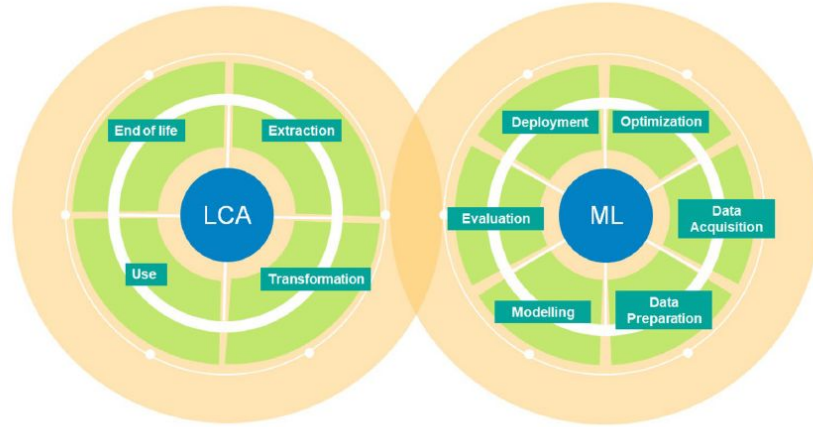 End of life
Extraction
LCA
Use
Transformation
Deployment
Optimization
Evaluation
ML
Data
Acquisition
Modelling
Data
Preparation